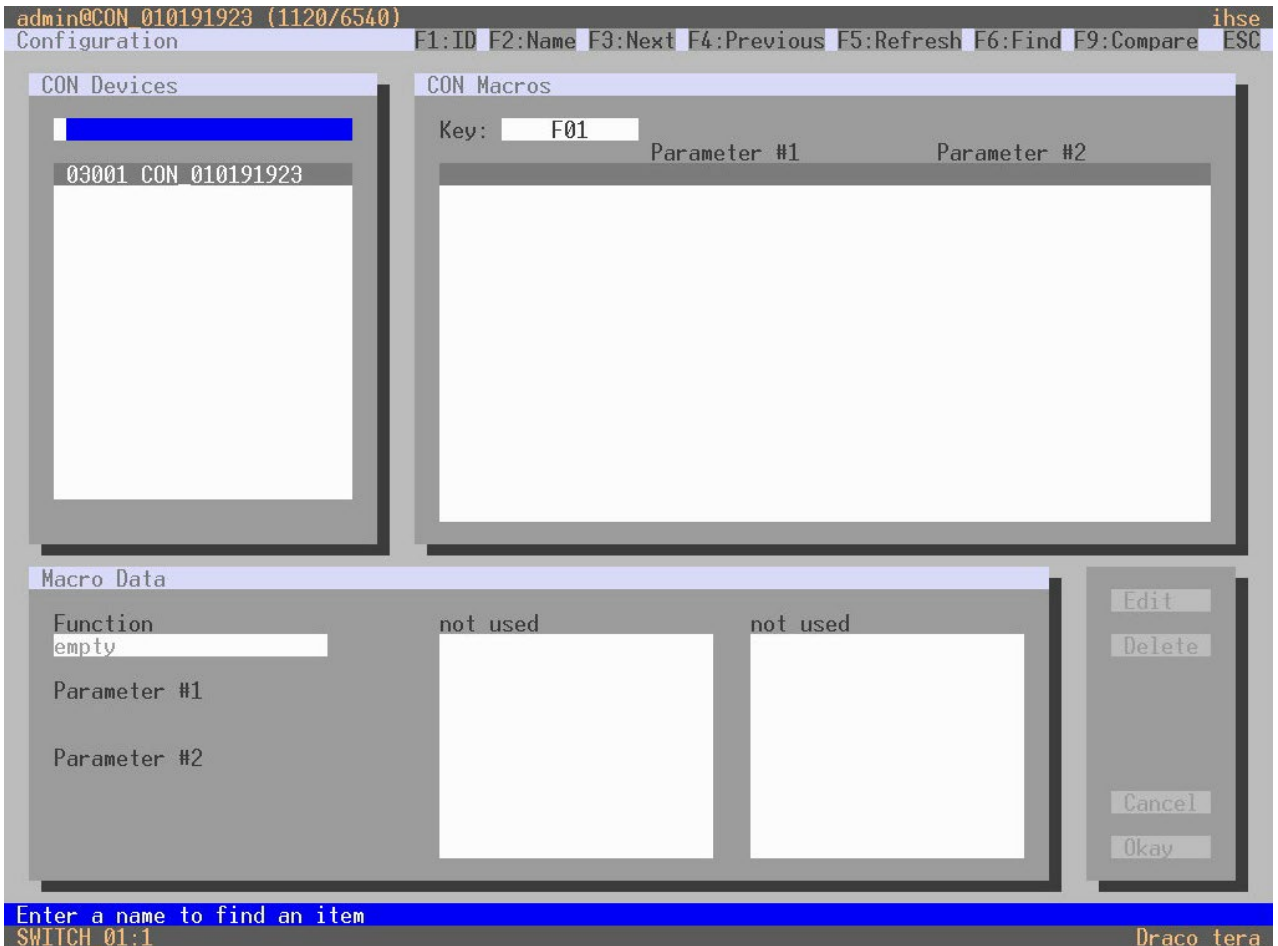 admin@CON_010191923 (1120/6540) ihse
Configuration F1:ID F2:Name F3:Next F4:Previous F5:Refresh F6:Find F9:Compare ESC
CON Devices
03001 CON_010191923
CON Macros
Key: F01
Parameter #1 Parameter #2
Macro Data
Function
empty
Parameter #1
Parameter #2
not used
not used
Edit
Delete
Cancel
Okay
Enter a name to find an item
SWITCH 01:1 Draco tera